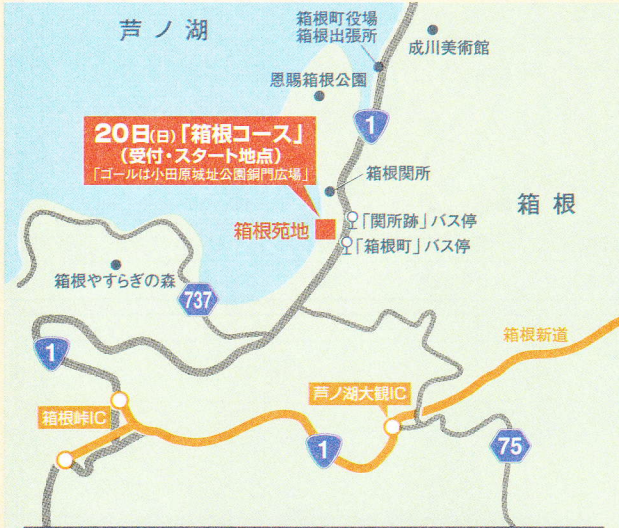 芦ノ湖
箱根町役場
箱根出張所
成川美術館
恩賜箱根公園
1
20日(日)「箱根コース」
(受付・スタート地点)
「ゴールは小田原城址公園銅門広場」
箱根関所
箱根
「関所跡」バス停
箱根苑地
「箱根町」バス停
箱根やすらぎの森
737
箱根新道
1
芦ノ湖大観IC
箱根峠IC
1
75